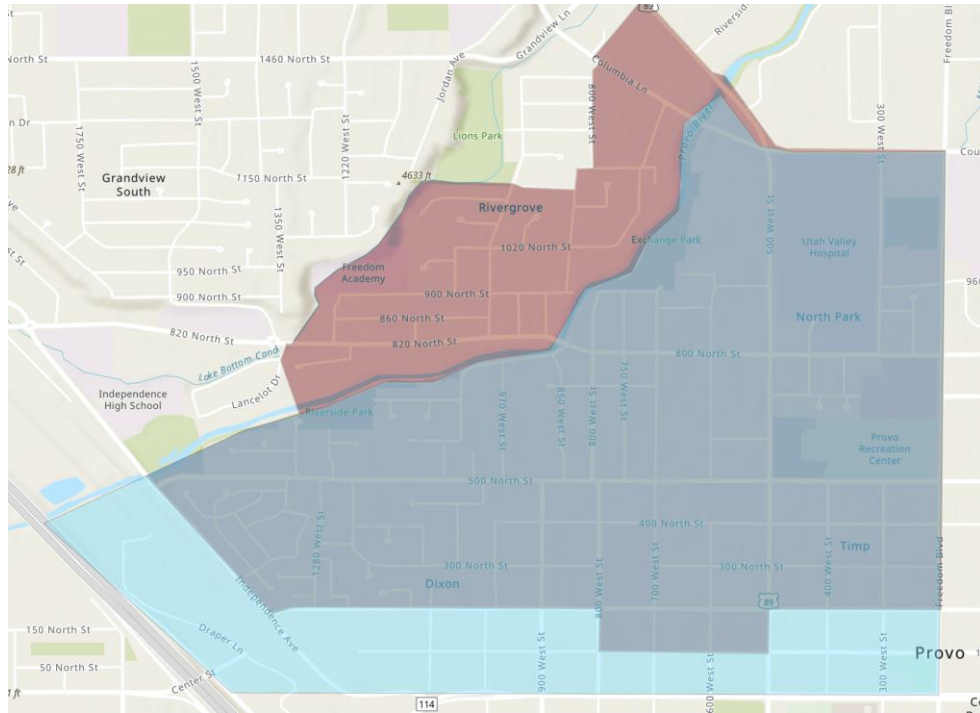 89
Riverside
Freedom Bl
Grandview Ln
Jordan Ave
1500 West St
1460 North St
North St
Columbia Ln
1220 West St
800 West St
300 West St
1750 West St
Lions Park
Provo River
1150 North St
4633 ft
Grandview
South
Rivergrove
500 West St
1350 West St
Utah Valley
Hospital
Exchange Park
1020 North St
950 North St
Freedom
Academy
900 North St
900 North St
North Park
860 North St
820 North St
820 North St
800 North St
Lake Bottom Canal
Independence
High School
Lancelot Dr
Riverside Park
970 West St
850 West St
800 West St
750 West St
Provo
Recreation
Center
500 North St
400 North St
1280 West St
Timp
300 North St
300 North St
Dixon
800 West St
700 West St
400 West St
Freedom Blvd
Independence Ave
89
150 North St
Draper Ln
900 West St
Provo
50 North St
Center St
300 West St
600 West St
114